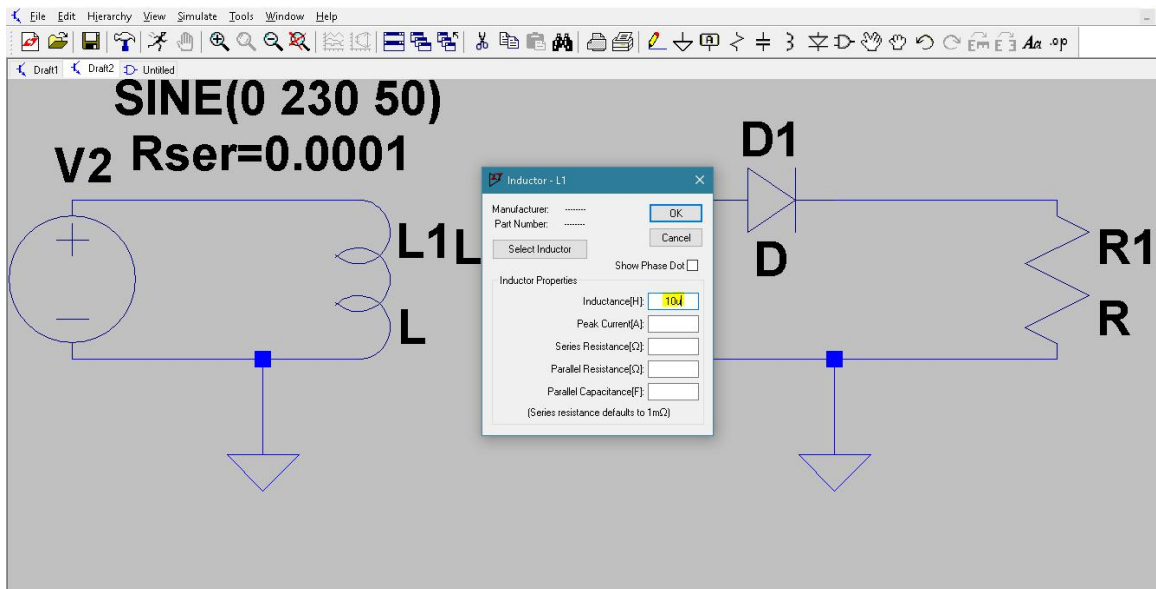 File Edit Hierarchy View Simulate Tools Window Help
Aa .op
Draft1 Draft2 Untitled
SINE(0 230 50)
V2 Rser=0.0001
D1
Inductor - L1
Manufacturer: --------
OK
Part Number: --------
Cancel
Select Inductor
Show Phase Dot
Inductor Properties
Inductance[H]: 10u
Peak Current[A]:
Series Resistance[Ω]:
Parallel Resistance[Ω]:
Parallel Capacitance[F]:
(Series resistance defaults to 1mΩ)
L1 L
D
R1
L
R